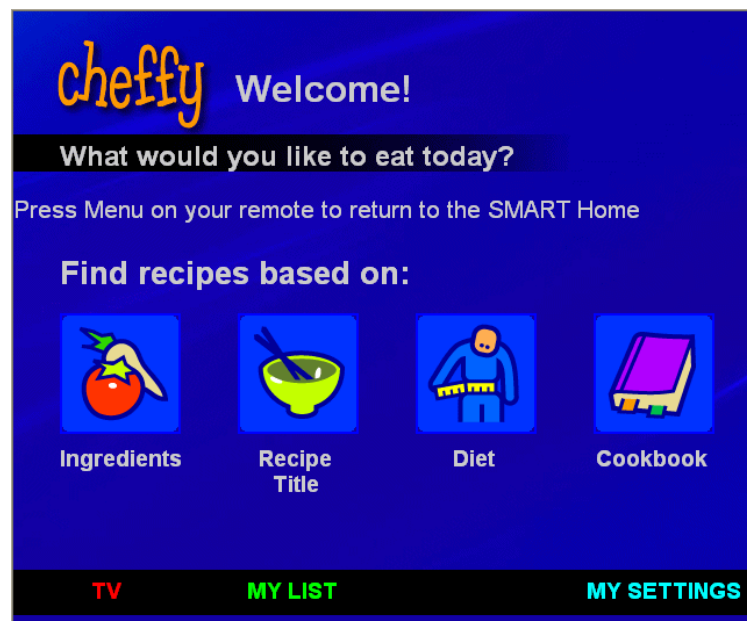 cheffy Welcome!
What would you like to eat today?
Press Menu on your remote to return to the SMART Home
Find recipes based on:
Ingredients
Recipe
Title
Diet
Cookbook
TV MY LIST MY SETTINGS